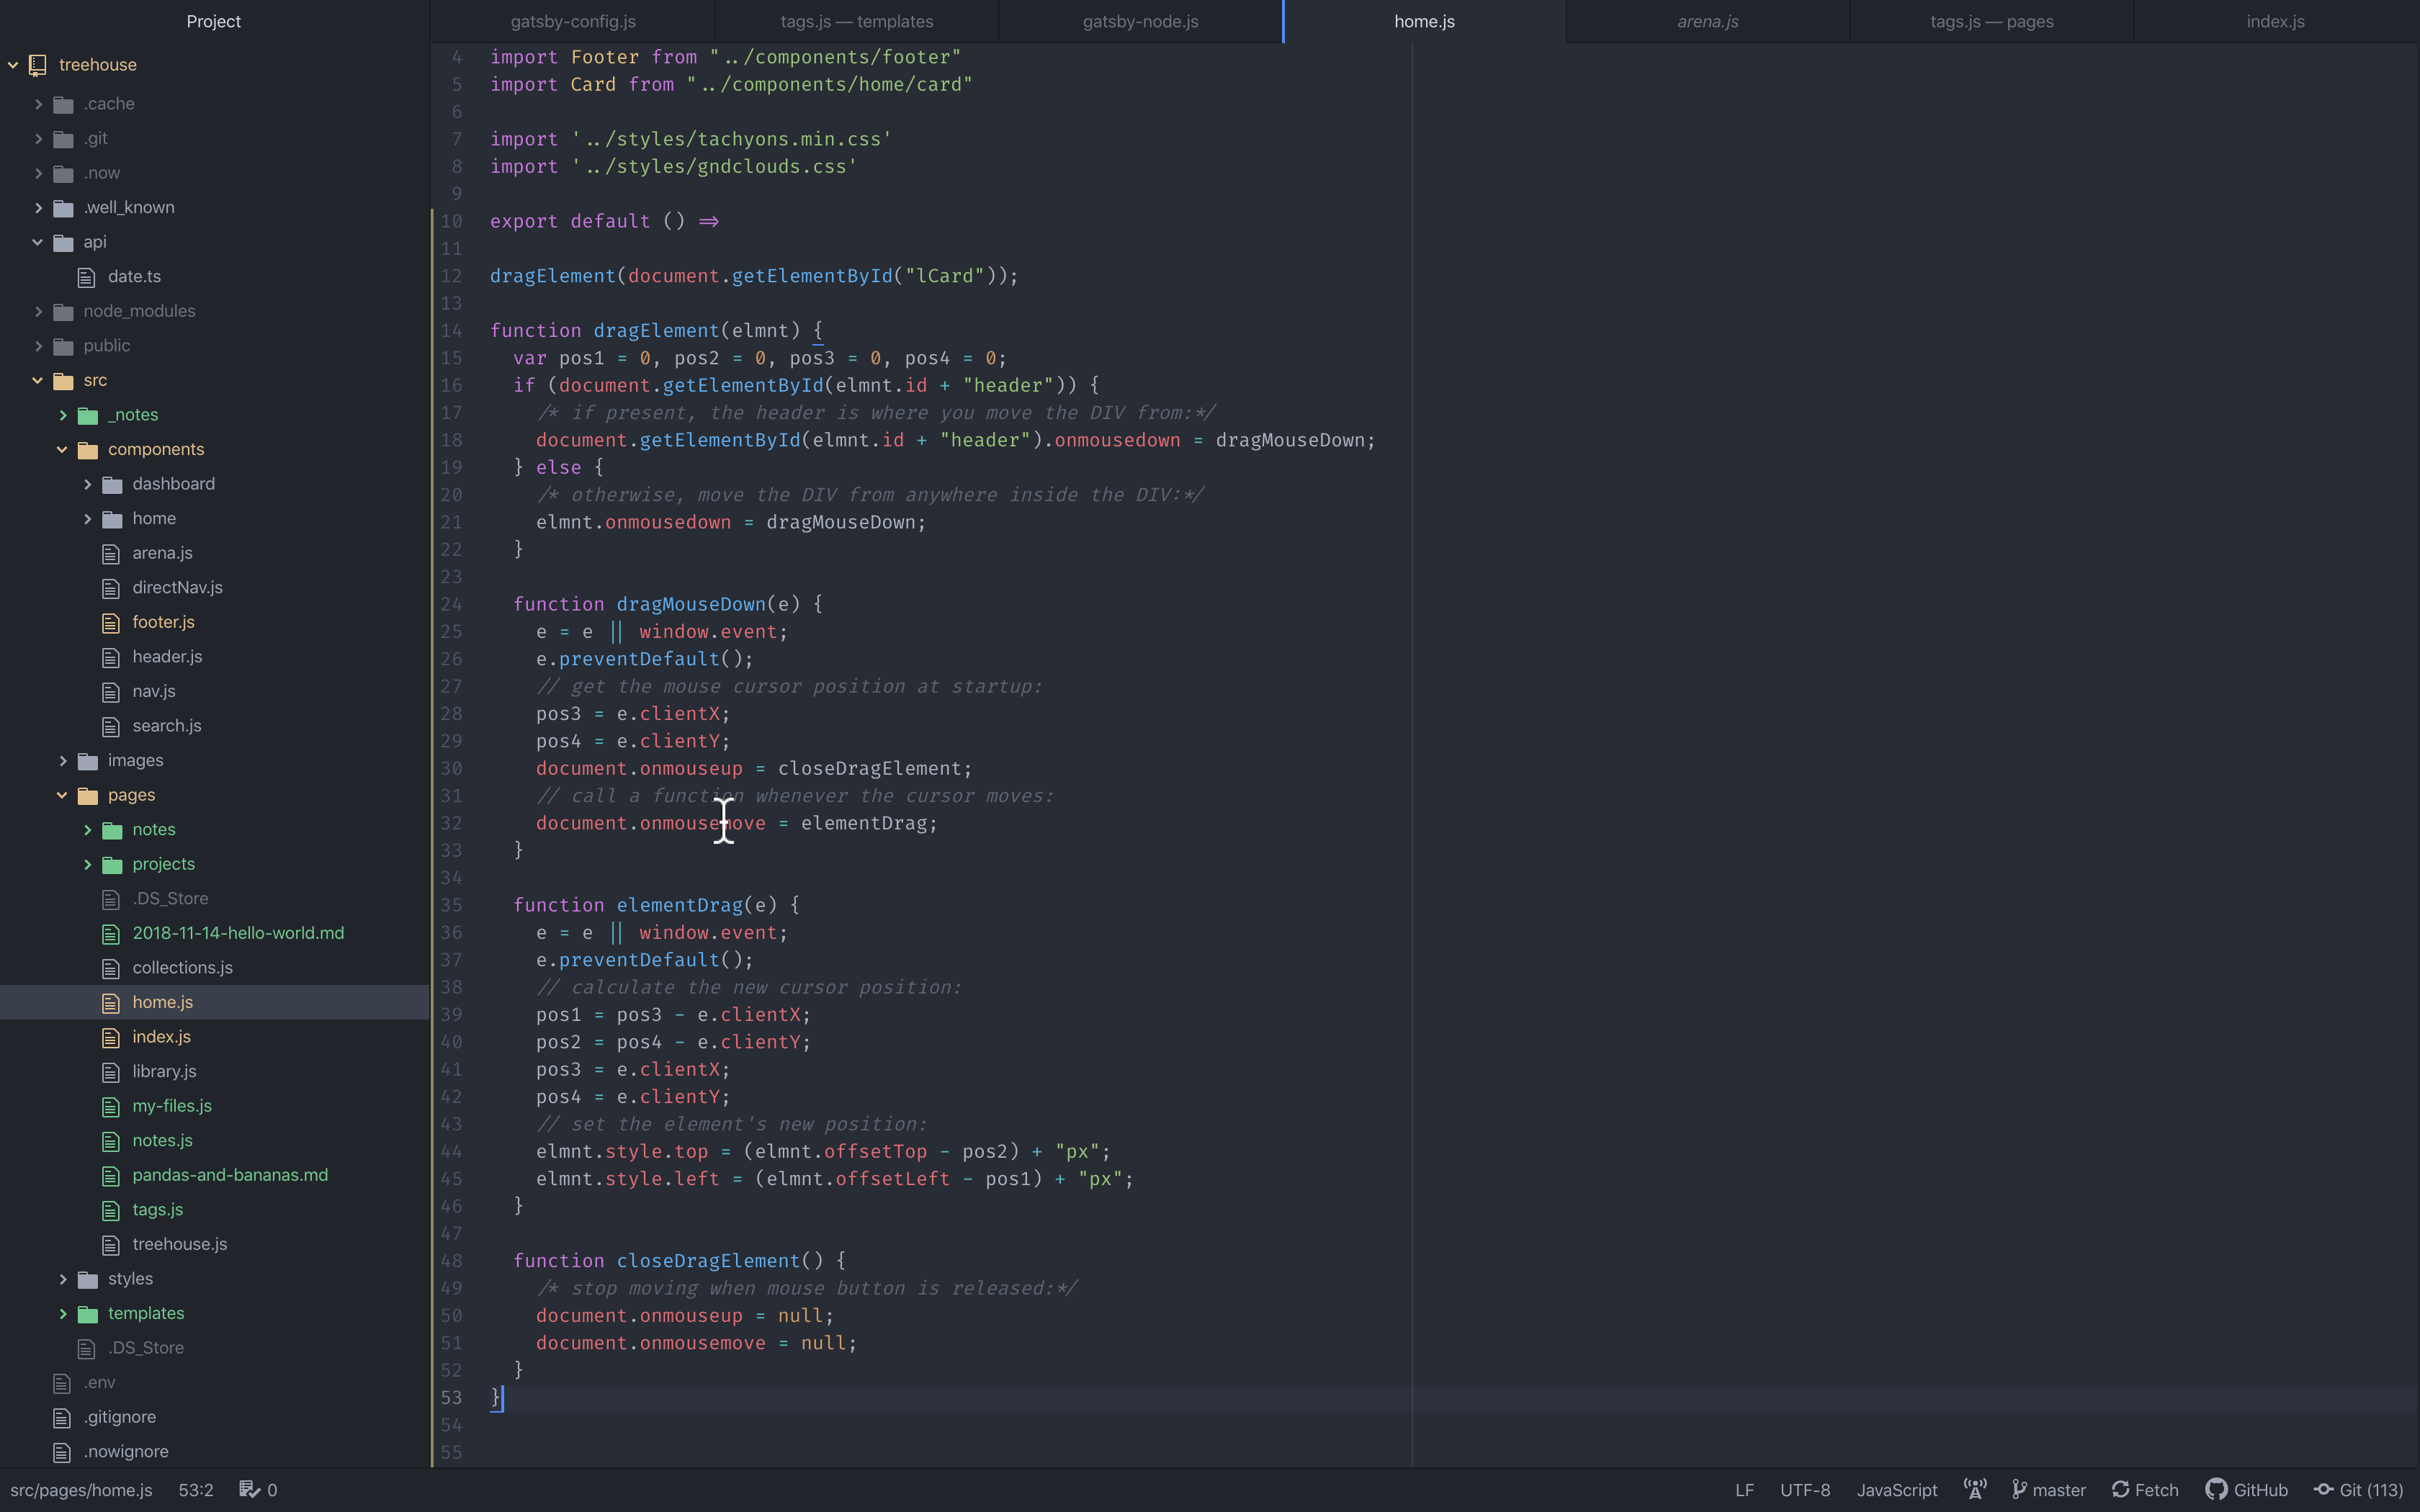 Project
treehouse
.cache
.git
.now
.well_known
api
date.ts
node_modules
public
src
_notes
components
dashboard
home
arena.js
directNav.js
footer.js
header.js
nav.js
search.js
images
pages
notes
projects
.DS_Store
2018-11-14-hello-world.md
collections.js
home.js
index.js
library.js
my-files.js
notes.js
pandas-and-bananas.md
tags.js
treehouse.js
styles
templates
.DS_Store
.env
.gitignore
.nowignore
gatsby-config.js
tags.js — templates
gatsby-node.js
home.js
arena.js
tags.js — pages
index.js
4 import Footer from "../components/footer"
5 import Card from "../components/home/card"
6
7 import '../styles/tachyons.min.css'
8 import '../styles/gndclouds.css'
9
10 export default () =>
11
12 dragElement(document.getElementById("lCard"));
13
14 function dragElement(elmnt) {
15   var pos1 = 0, pos2 = 0, pos3 = 0, pos4 = 0;
16   if (document.getElementById(elmnt.id + "header")) {
17     /* if present, the header is where you move the DIV from:*/
18     document.getElementById(elmnt.id + "header").onmousedown = dragMouseDown;
19   } else {
20     /* otherwise, move the DIV from anywhere inside the DIV:*/
21     elmnt.onmousedown = dragMouseDown;
22   }
23
24   function dragMouseDown(e) {
25     e = e || window.event;
26     e.preventDefault();
27     // get the mouse cursor position at startup:
28     pos3 = e.clientX;
29     pos4 = e.clientY;
30     document.onmouseup = closeDragElement;
31     // call a function whenever the cursor moves:
32     document.onmousemove = elementDrag;
33   }
34
35   function elementDrag(e) {
36     e = e || window.event;
37     e.preventDefault();
38     // calculate the new cursor position:
39     pos1 = pos3 - e.clientX;
40     pos2 = pos4 - e.clientY;
41     pos3 = e.clientX;
42     pos4 = e.clientY;
43     // set the element's new position:
44     elmnt.style.top = (elmnt.offsetTop - pos2) + "px";
45     elmnt.style.left = (elmnt.offsetLeft - pos1) + "px";
46   }
47
48   function closeDragElement() {
49     /* stop moving when mouse button is released:*/
50     document.onmouseup = null;
51     document.onmousemove = null;
52   }
53 }
54
55
src/pages/home.js 53:2 0 LF UTF-8 JavaScript master Fetch GitHub Git (113)